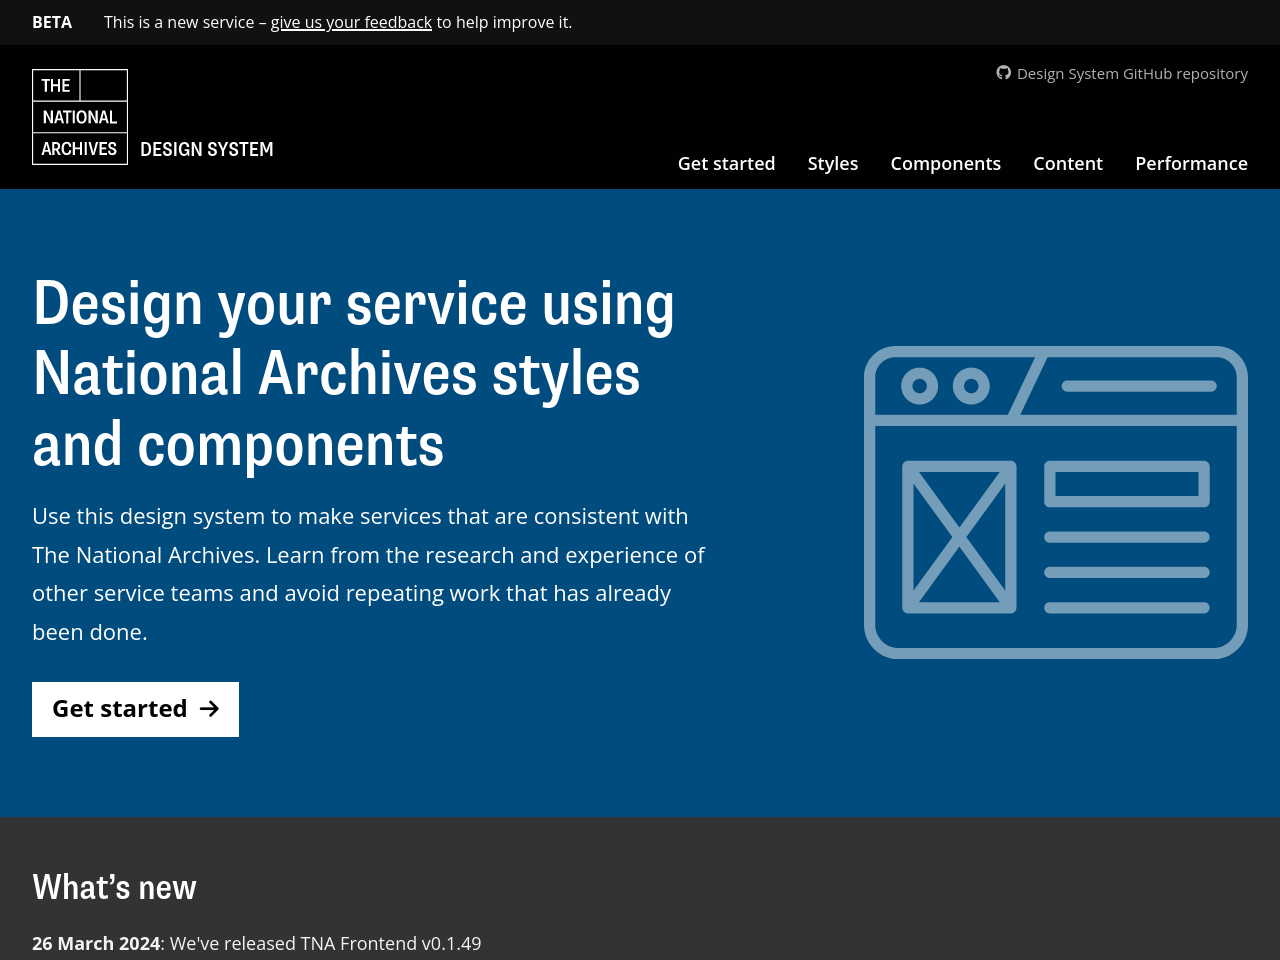 BETA This is a new service – give us your feedback to help improve it.
Design System GitHub repository
THE
NATIONAL
ARCHIVES DESIGN SYSTEM
Get started Styles Components Content Performance
Design your service using
National Archives styles
and components
Use this design system to make services that are consistent with
The National Archives. Learn from the research and experience of
other service teams and avoid repeating work that has already
been done.
Get started →
What’s new
26 March 2024: We've released TNA Frontend v0.1.49